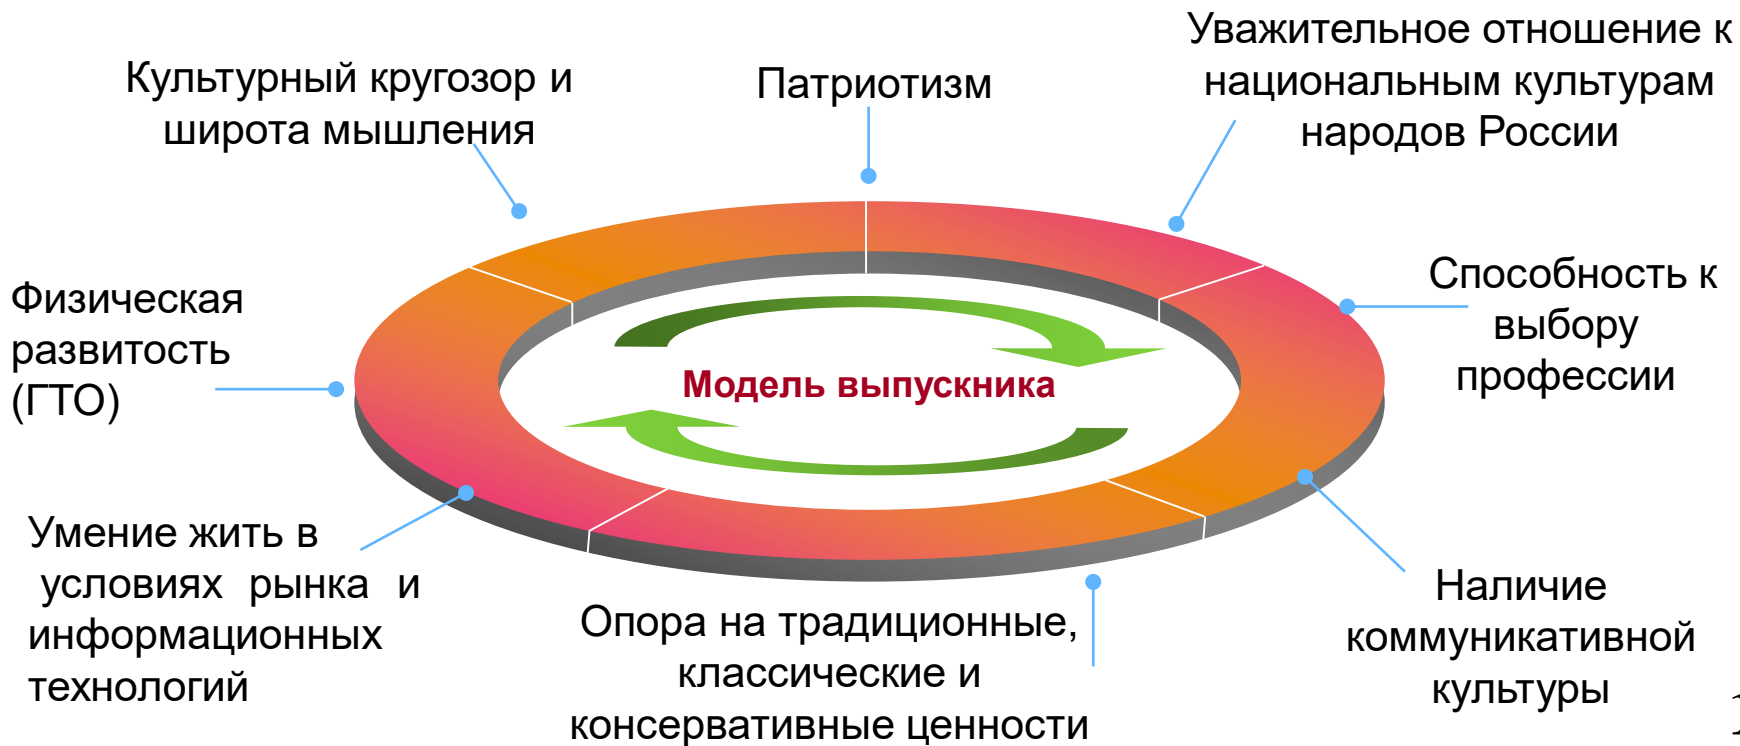 Уважительное отношение к
национальным культурам
народов России
Культурный кругозор и
широта мышления
Патриотизм
Способность к
выбору
профессии
Физическая
развитость
(ГТО)
Модель выпускника
Умение жить в
условиях рынка и
информационных
технологий
Опора на традиционные,
классические и
консервативные ценности
Наличие
коммуникативной
культуры